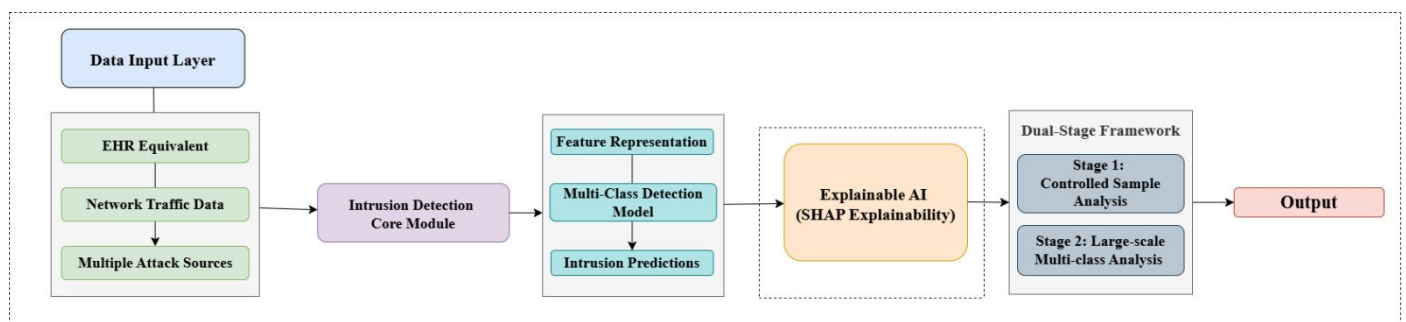 Data Input Layer
EHR Equivalent
Network Traffic Data
Multiple Attack Sources
Intrusion Detection
Core Module
Feature Representation
Multi-Class Detection
Model
Intrusion Predictions
Explainable AI
(SHAP Explainability)
Dual-Stage Framework
Stage 1:
Controlled Sample
Analysis
Stage 2: Large-scale
Multi-class Analysis
Output